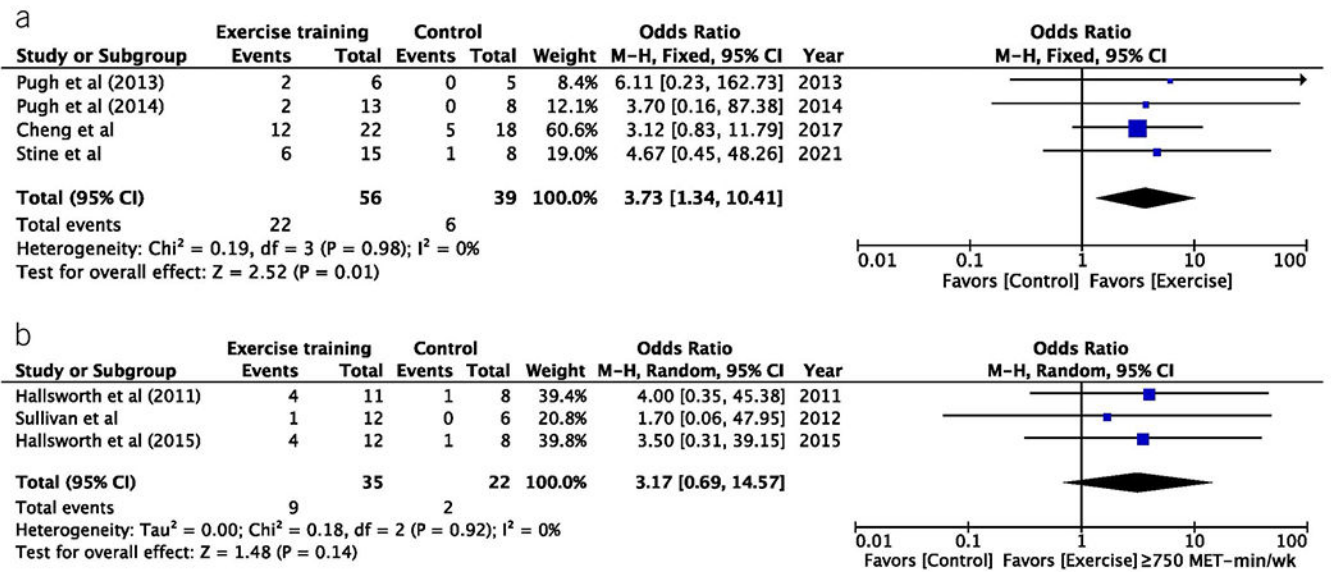 a
Exercise training Control Odds Ratio Odds Ratio
Study or Subgroup Events Total Events Total Weight M-H, Fixed, 95% CI Year M-H, Fixed, 95% CI
Pugh et al (2013) 2 6 0 5 8.4% 6.11 [0.23, 162.73] 2013
Pugh et al (2014) 2 13 0 8 12.1% 3.70 [0.16, 87.38] 2014
Cheng et al 12 22 5 18 60.6% 3.12 [0.83, 11.79] 2017
Stine et al 6 15 1 8 19.0% 4.67 [0.45, 48.26] 2021
Total (95% CI) 56 39 100.0% 3.73 [1.34, 10.41]
Total events 22 6
Heterogeneity: Chi² = 0.19, df = 3 (P = 0.98); I² = 0%
Test for overall effect: Z = 2.52 (P = 0.01)
0.01 0.1 1 10 100
Favors [Control] Favors [Exercise]
b
Exercise training Control Odds Ratio Odds Ratio
Study or Subgroup Events Total Events Total Weight M-H, Random, 95% CI Year M-H, Random, 95% CI
Hallsworth et al (2011) 4 11 1 8 39.4% 4.00 [0.35, 45.38] 2011
Sullivan et al 1 12 0 6 20.8% 1.70 [0.06, 47.95] 2012
Hallsworth et al (2015) 4 12 1 8 39.8% 3.50 [0.31, 39.15] 2015
Total (95% CI) 35 22 100.0% 3.17 [0.69, 14.57]
Total events 9 2
Heterogeneity: Tau² = 0.00; Chi² = 0.18, df = 2 (P = 0.92); I² = 0%
Test for overall effect: Z = 1.48 (P = 0.14)
0.01 0.1 1 10 100
Favors [Control] Favors [Exercise] ≥750 MET-min/wk